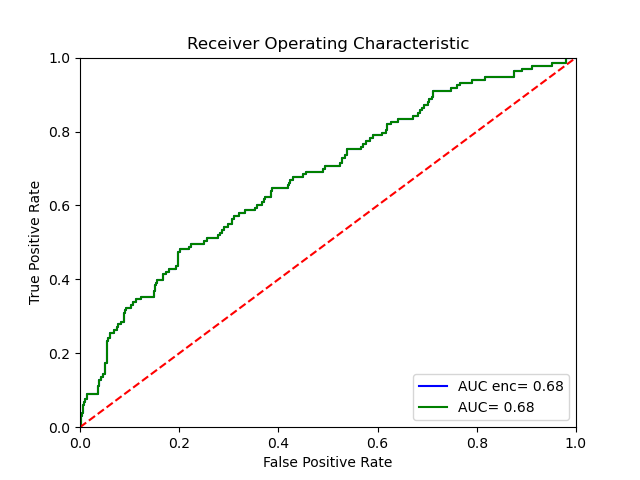 Receiver Operating Characteristic
1.0
0.8
0.6
0.4
0.2
0.0
True Positive Rate
AUC enc= 0.68
AUC= 0.68
0.0 0.2 0.4 0.6 0.8 1.0
False Positive Rate